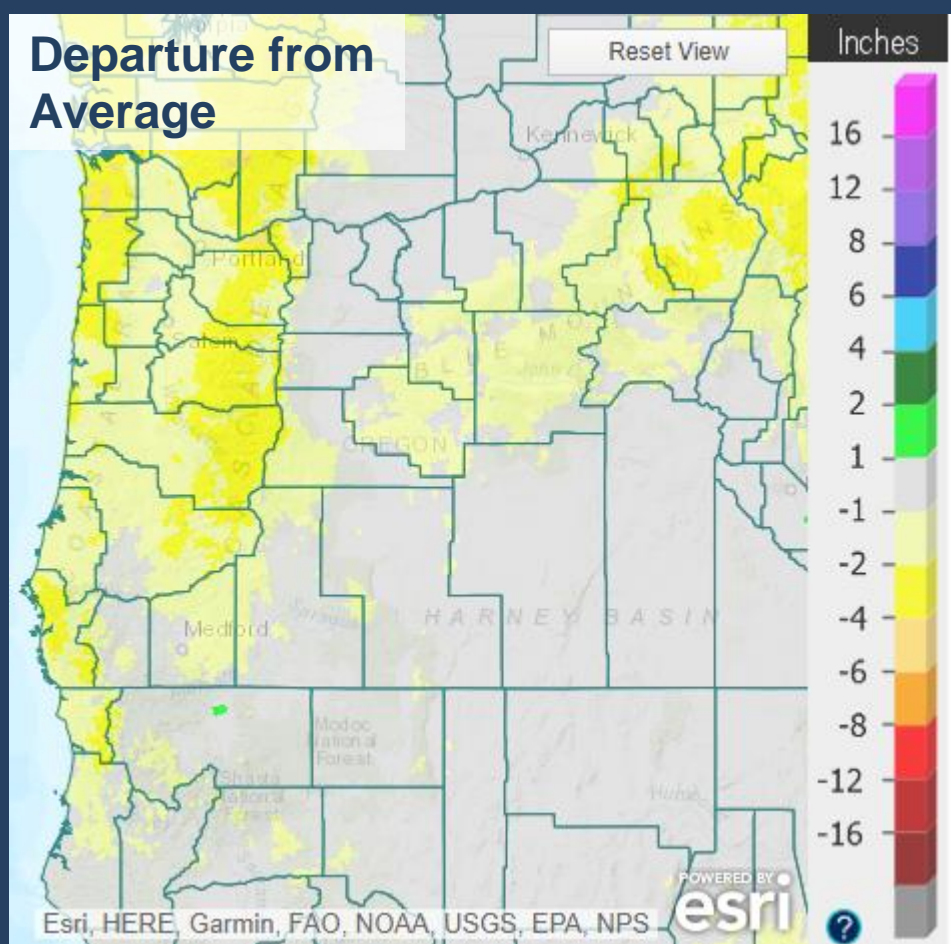 Departure from
Average
Reset View
Inches
16
12
8
6
4
2
1
-1
-2
-4
-6
-8
-12
-16
Kennewick
Portland
Salem
BLUE MOUNTAINS
OREGON
HARNEY BASIN
Medford
Modoc
National
Forest
Shasta
National
Forest
Esri, HERE, Garmin, FAO, NOAA, USGS, EPA, NPS
POWERED BY
esri
?